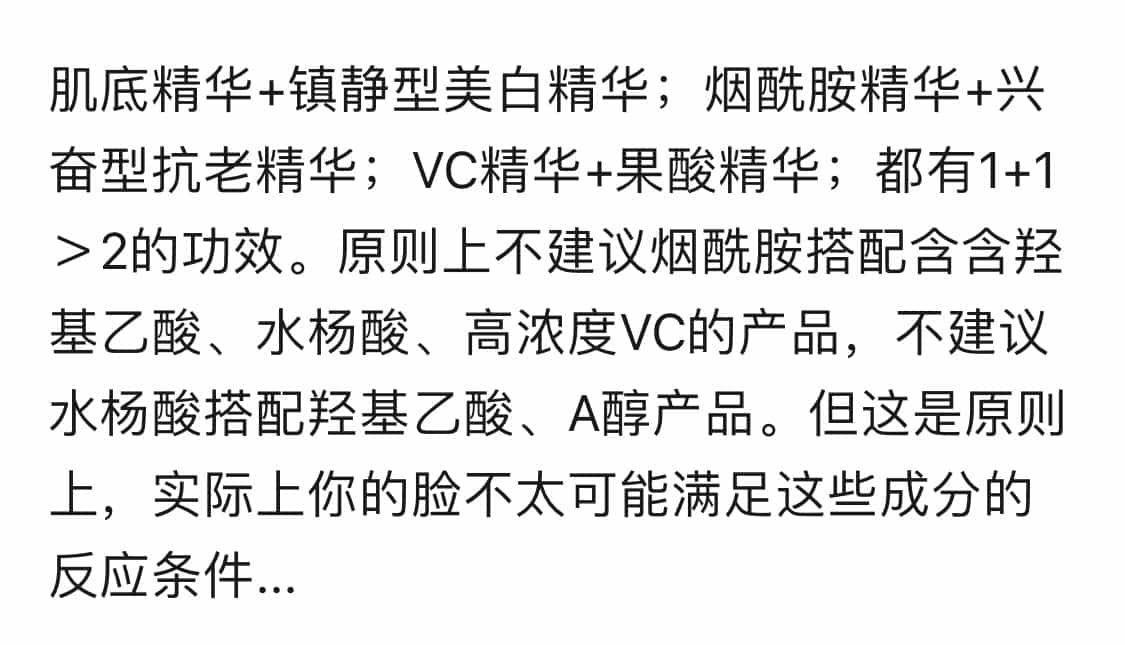 肌底精华+镇静型美白精华；烟酰胺精华+兴
奋型抗老精华；VC精华+果酸精华；都有1+1
＞2的功效。原则上不建议烟酰胺搭配含含羟
基乙酸、水杨酸、高浓度VC的产品，不建议
水杨酸搭配羟基乙酸、A醇产品。但这是原则
上，实际上你的脸不太可能满足这些成分的
反应条件...